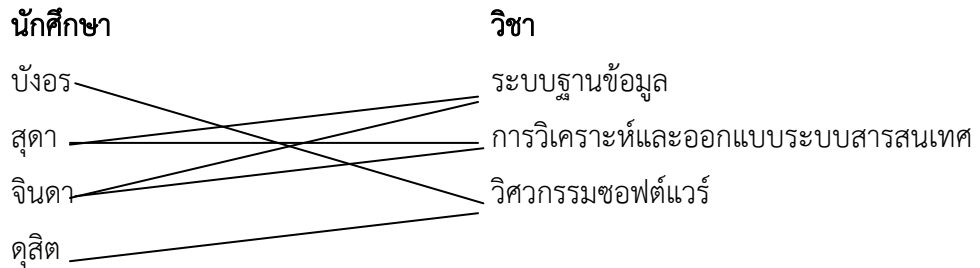 นักศึกษา วิชา
บังอร ระบบฐานข้อมูล
สุดา การวิเคราะห์และออกแบบระบบสารสนเทศ
จินดา วิศวกรรมซอฟต์แวร์
ดุสิต